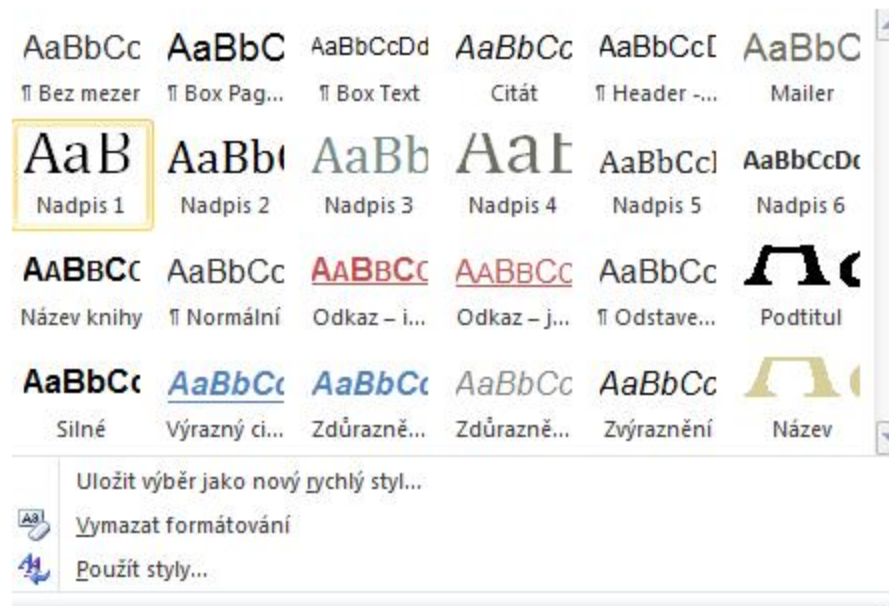 AaBbCc AaBbC AaBbCcDd AaBbCc AaBbCcD AaBbC
¶ Bez mezer ¶ Box Pag... ¶ Box Text Citát ¶ Header -... Mailer
AaB AaBb AaBb Aa AaBbCc AaBbCcDc
Nadpis 1 Nadpis 2 Nadpis 3 Nadpis 4 Nadpis 5 Nadpis 6
AaBbCc AaBbCc AaBbCc AaBbCc AaBbCc
Název knihy ¶ Normální Odkaz – i... Odkaz – j... ¶ Odstave... Podtitul
AaBbCc AaBbCc AaBbCc AaBbCc AaBbCc
Silné Výrazný ci... Zdůrazně... Zdůrazně... Zvýraznění Název
Uložit výběr jako nový rychlý styl...
Vymazat formátování
Použít styly...